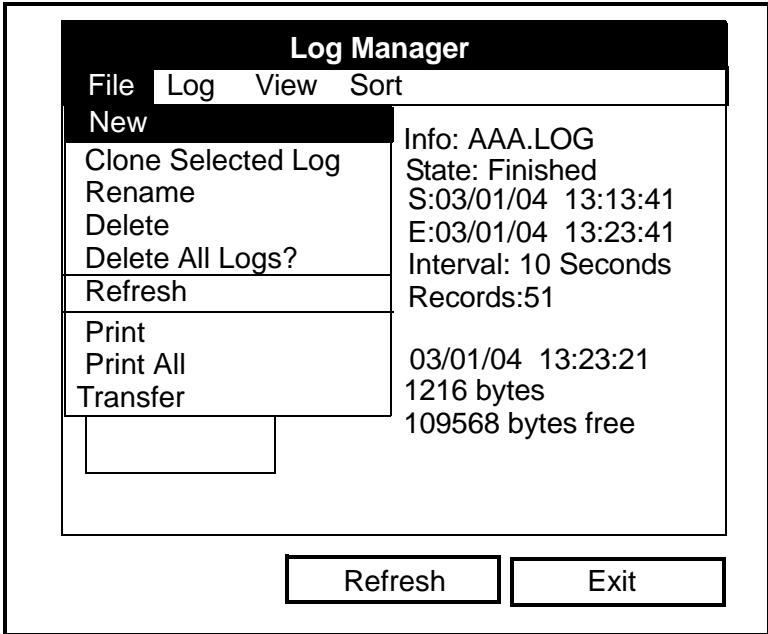 Log Manager
File Log View Sort
New
Clone Selected Log
Rename
Delete
Delete All Logs?
Refresh
Print
Print All
Transfer
Info: AAA.LOG
State: Finished
S:03/01/04 13:13:41
E:03/01/04 13:23:41
Interval: 10 Seconds
Records:51
03/01/04 13:23:21
1216 bytes
109568 bytes free
Refresh Exit